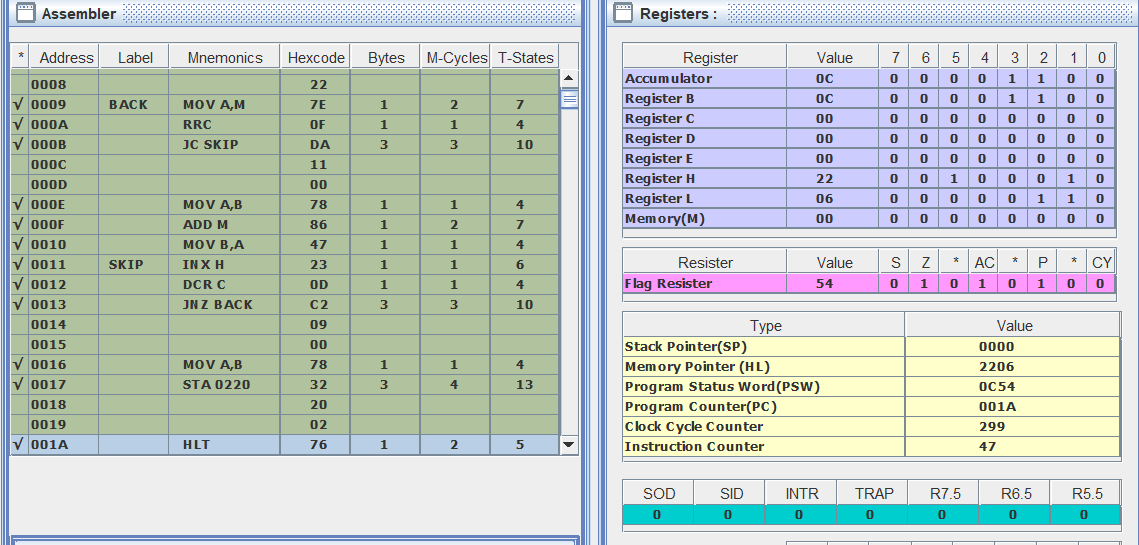 Assembler
* Address Label Mnemonics Hexcode Bytes M-Cycles T-States
0008 22
√ 0009 BACK MOV A,M 7E 1 2 7
√ 000A RRC 0F 1 1 4
√ 000B JC SKIP DA 3 3 10
000C 11
000D 00
√ 000E MOV A,B 78 1 1 4
√ 000F ADD M 86 1 2 7
√ 0010 MOV B,A 47 1 1 4
√ 0011 SKIP INX H 23 1 1 6
√ 0012 DCR C 0D 1 1 4
√ 0013 JNZ BACK C2 3 3 10
0014 09
0015 00
√ 0016 MOV A,B 78 1 1 4
√ 0017 STA 0220 32 3 4 13
0018 20
0019 02
√ 001A HLT 76 1 2 5
Registers :
Register Value 7 6 5 4 3 2 1 0
Accumulator 0C 0 0 0 0 1 1 0 0
Register B 0C 0 0 0 0 1 1 0 0
Register C 00 0 0 0 0 0 0 0 0
Register D 00 0 0 0 0 0 0 0 0
Register E 00 0 0 0 0 0 0 0 0
Register H 22 0 0 1 0 0 0 1 0
Register L 06 0 0 0 0 0 1 1 0
Memory(M) 00 0 0 0 0 0 0 0 0
Resister Value S Z * AC * P * CY
Flag Resister 54 0 1 0 1 0 1 0 0
Type Value
Stack Pointer(SP) 0000
Memory Pointer (HL) 2206
Program Status Word(PSW) 0C54
Program Counter(PC) 001A
Clock Cycle Counter 299
Instruction Counter 47
SOD SID INTR TRAP R7.5 R6.5 R5.5
0 0 0 0 0 0 0